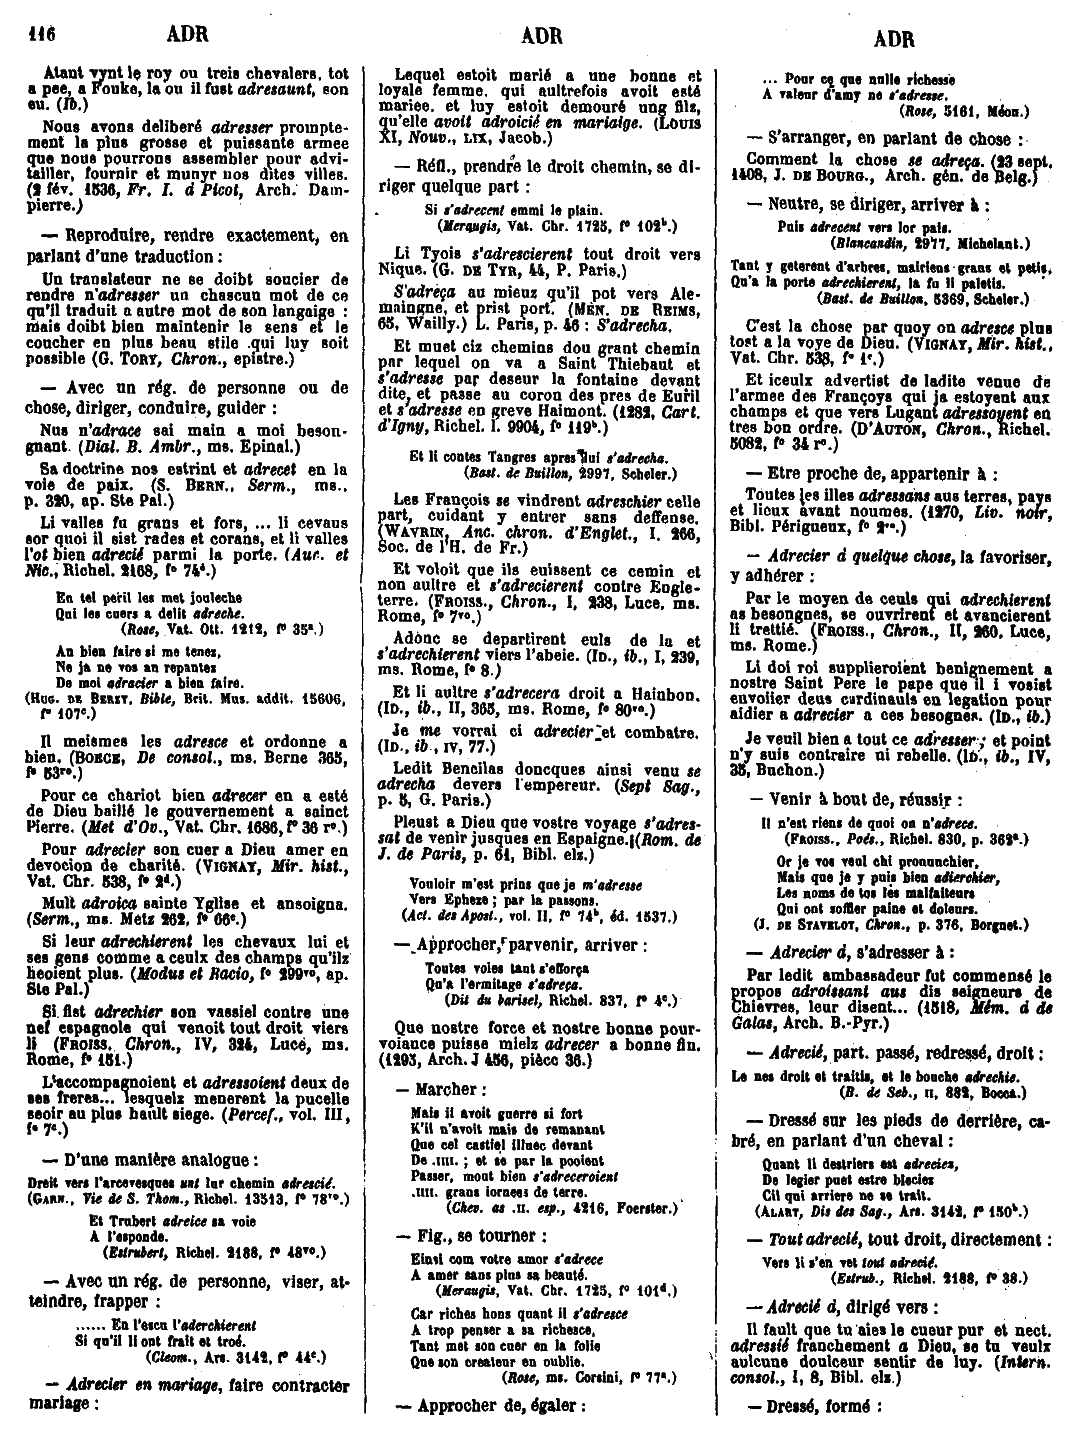 116 ADR ADR ADR
Atant vynt le roy ou treis chevalers, tot
a pee, a Fouke, la ou il fust adresaunt, son
eu. (Ib.)
Nous avons deliberé adresser prompte-
ment la plus grosse et puissante armee
que nous pourrons assembler pour advi-
tailler, fournir et munyr nos dites villes.
(2 fév. 1536, Fr. I. à Picot, Arch. Dam-
pierre.)
— Reproduire, rendre exactement, en
parlant d'une traduction :
Un translateur ne se doibt soucier de
rendre n'adresser un chascun mot de ce
qu'il traduit a autre mot de son langaige :
mais doibt bien maintenir le sens et le
coucher en plus beau stile qui luy soit
possible (G. TORY, Chron., epistre.)
— Avec un rég. de personne ou de
chose, diriger, conduire, guider :
Nus n'adrace sai main a moi beson-
gnant. (Dial. B. Ambr., ms. Epinal.)
Sa doctrine nos estrint et adrecet en la
voie de paix. (S. BERN., Serm., ms.,
p. 320, ap. Ste Pal.)
Li valles fu grans et fors, ... li cevaus
sor quoi il sist rades et corans, et li valles
l'ot bien adrecié parmi la porte. (Auc. et
Nic., Richel. 2168, f° 74d.)
En tel peril les met jouleche
Qui les cuers a delit adreche.
(Rose, Vat. Ott. 1212, f° 35a.)
Au bien faire si me tenez,
Ne ja ne vos an repantez
De moi adracier a bien faire.
(HUG. DE BERZY, Bible, Brit. Mus. addit. 15606,
f° 107c.)
Il meismes les adresce et ordonne a
bien. (BOECE, De consol., ms. Berne 365,
f° 53ro.)
Pour ce chariot bien adrecer en a esté
de Dieu baillé le gouvernement a sainct
Pierre. (Met d'Ov., Vat. Chr. 1686, f° 36 r°.)
Pour adrecier son cuer a Dieu amer en
devocion de charité. (VIGNAY, Mir. hist.,
Vat. Chr. 538, f° 2d.)
Mult adroica sainte Yglise et ansoigna.
(Serm., ms. Metz 262, f° 66c.)
Si leur adrechierent les chevaux lui et
ses gens comme a ceulx des champs qu'ilz
heoient plus. (Modus et Racio, f° 299vo, ap.
Ste Pal.)
Si fist adrechier son vassiel contre une
nef espagnole qui venoit tout droit viers
li (FROISS. Chron., IV, 324, Luce, ms.
Rome, f° 151.)
L'accompagnoient et adressoient deux de
ses freres... lesquelz menerent la pucelle
seoir au plus hault siege. (Percef., vol. III,
f° 7c.)
— D'une manière analogue :
Dreit vers l'arcevesques unt lur chemin adrescié.
(GARN., Vie de S. Thom., Richel. 13513, f° 78ro.)
Et Trubert adreice sa voie
A l'esponde.
(Estrubert, Richel. 2188, f° 48vo.)
— Avec un rég. de personne, viser, at-
teindre, frapper :
...... En l'escu l'aderchierent
Si qu'il li ont frait et troé.
(Cleom., Ars. 3142, f° 44c.)
— Adrecier en mariage, faire contracter
mariage :
Lequel estoit marié a une bonne et
loyale femme, qui aultrefois avoit esté
mariee, et luy estoit demouré ung filz,
qu'elle avoit adroicié en mariaige. (LOUIS
XI, Nouv., LIX, Jacob.)
— Réfl., prendre le droit chemin, se di-
riger quelque part :
Si s'adrecent emmi le plain.
(Meraugis, Vat. Chr. 1725, f° 102b.)
Li Tyois s'adrescierent tout droit vers
Nique. (G. DE TYR, 44, P. Paris.)
S'adreça au mieuz qu'il pot vers Ale-
maingne, et prist port. (MÉN. DE REIMS,
65, Wailly.) L. Paris, p. 46 : S'adrecha.
Et muet ciz chemins dou grant chemin
par lequel on va a Saint Thiebaut et
s'adresse par deseur la fontaine devant
dite, et passe au coron des pres de Euril
et s'adresse en greve Haimont. (1282, Cart.
d'Igny, Richel. l. 9904, f° 119b.)
Et li contes Tangres apres lui s'adrecha.
(Bast. de Buillon, 2997, Scheler.)
Les François se vindrent adreschier celle
part, cuidant y entrer sans deffense.
(WAVRIN, Anc. chron. d'Englet., I. 266,
Soc. de l'H. de Fr.)
Et voloit que ils euissent ce cemin et
non aultre et s'adrecierent contre Engle-
terre. (FROISS., Chron., I, 238, Luce, ms.
Rome, f° 7vo.)
Adonc se departirent euls de la et
s'adrechierent viers l'abeie. (ID., ib., I, 239,
ms. Rome, f° 8.)
Et li aultre s'adrecera droit a Hainbon.
(ID., ib., II, 365, ms. Rome, f° 80vo.)
Je me vorrai ci adrecier et combatre.
(ID., ib., IV, 77.)
Ledit Bencilas doncques ainsi venu se
adrecha devers l'empereur. (Sept Sag.,
p. 5, G. Paris.)
Pleust a Dieu que vostre voyage s'adres-
sat de venir jusques en Espaigne. (Rom. de
J. de Paris, p. 61, Bibl. elz.)
Vouloir m'est prins que je m'adresse
Vers Epheze ; par la passons.
(Act. des Apost., vol. II, f° 74b, éd. 1537.)
— Approcher, parvenir, arriver :
Toutes voies tant s'efforça
Qu'a l'ermitage s'adreça.
(Dit du barisel, Richel. 837, f° 4c.)
Que nostre force et nostre bonne pour-
voiance puisse mielz adrecer a bonne fin.
(1295, Arch. J 456, pièce 36.)
— Marcher :
Mais il avoit guerre si fort
K'il n'avoit mais de remanant
Que cel castiel illuec devant
De .IIII. ; et se par la pooient
Passer, mout bien s'adreceroient
.IIII. grans iornees de terre.
(Chev. as .II. esp., 4216, Foerster.)
— Fig., se tourner :
Einsi com votre amor s'adrece
A amer sans plus sa beauté.
(Meraugis, Vat. Chr. 1725, f° 101d.)
Car riches hons quant il s'adresce
A trop penser a sa richesce,
Tant met son cuer en la folie
Que son createur en oublie.
(Rose, ms. Corsini, f° 77a.)
— Approcher de, égaler :
... Pour ce que nulle richesse
A valeur d'amy ne s'adresse.
(Rose, 5161, Méon.)
— S'arranger, en parlant de chose :
Comment la chose se adreça. (23 sept.
1408, J. DE BOURG., Arch. gén. de Belg.)
— Neutre, se diriger, arriver à :
Puis adrecent vers lor pais.
(Blancandin, 2977, Michelant.)
Tant y geterent d'arbres, mairiens grans et petis,
Qu'a la porte adrechierent, la fu li paletis.
(Bast. de Buillon, 5369, Scheler.)
C'est la chose par quoy on adresce plus
tost a la voye de Dieu. (VIGNAY, Mir. hist.,
Vat. Chr. 538, f° 1c.)
Et iceulx advertist de ladite venue de
l'armee des Françoys qui ja estoyent aux
champs et que vers Lugant adressoyent en
tres bon ordre. (D'AUTON, Chron., Richel.
5082, f° 34 r°.)
— Etre proche de, appartenir à :
Toutes les illes adressans aus terres, pays
et lioux avant noumes. (1270, Liv. noir,
Bibl. Périgueux, f° 2vo.)
— Adrecier à quelque chose, la favoriser,
y adhérer :
Par le moyen de ceuls qui adrechierent
as besongnes, se ouvrirent et avancierent
li trettié. (FROISS., Chron., II, 260, Luce,
ms. Rome.)
Li doi roi supplieroient benignement a
nostre Saint Pere le pape que il i vosist
envoiier deus cardinauls en legation pour
aidier a adrecier a ces besognes. (ID., ib.)
Je veuil bien a tout ce adresser ; et point
n'y suis contraire ni rebelle. (ID., ib., IV,
35, Buchon.)
— Venir à bout de, réussir :
Il n'est riens de quoi on n'adrece.
(FROISS., Poés., Richel. 830, p. 362a.)
Or je vos veul chi pronunchier,
Mais que je y puis bien adierchier,
Les noms de tos les malfaiteurs
Qui ont soffier paine et dolours.
(J. DE STAVELOT, Chron., p. 376, Borgnet.)
— Adrecier à, s'adresser à :
Par ledit ambassadeur fut commensé le
propos adroissant aus dis seigneurs de
Chievres, leur disent... (1518, Mém. à de
Galas, Arch. B.-Pyr.)
— Adrecié, part. passé, redressé, droit :
Le nes droit et traitis, et le bouche adrechie.
(B. de Seb., II, 882, Bocca.)
— Dressé sur les pieds de derrière, ca-
bré, en parlant d'un cheval :
Quant li destriers est adreciez,
De legier puet estre bleciez
Cil qui arriere ne se trait.
(ALART, Dis des Sag., Ars. 3142, f° 150b.)
— Tout adrecié, tout droit, directement :
Vers li s'en vet tout adrecié.
(Estrub., Richel. 2188, f° 38.)
— Adrecié à, dirigé vers :
Il fault que tu aies le cueur pur et nect,
adressié franchement a Dieu, se tu veulx
aulcune doulceur sentir de luy. (Intern.
consol., I, 8, Bibl. elz.)
— Dressé, formé :